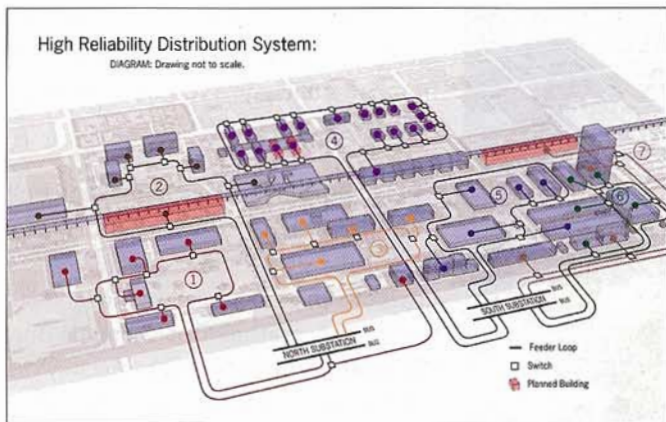 High Reliability Distribution System:
DIAGRAM: Drawing not to scale.
4
7
2
5
6
3
1
BUS
SOUTH SUBSTATION
BUS
BUS
NORTH SUBSTATION
BUS
Feeder Loop
Switch
Planned Building